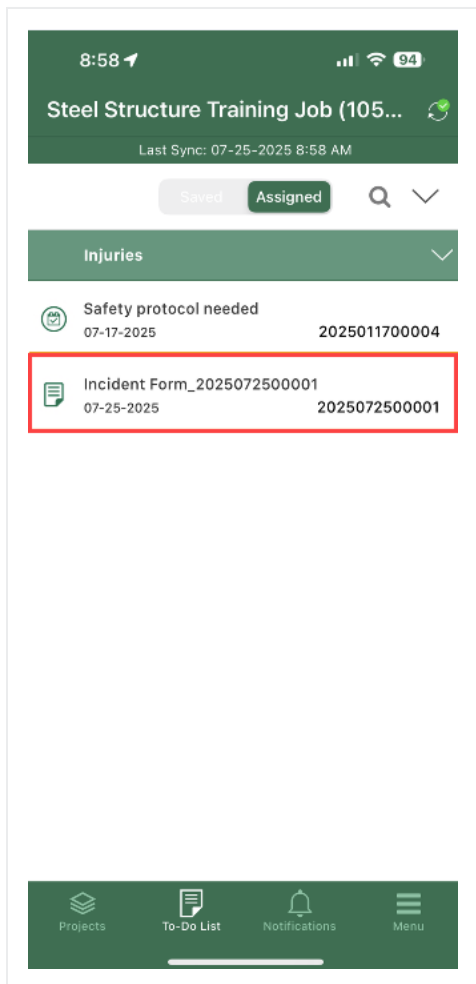 8:58
94
Steel Structure Training Job (105...
Last Sync: 07-25-2025 8:58 AM
Saved Assigned
Injuries
Safety protocol needed
07-17-2025 2025011700004
Incident Form_2025072500001
07-25-2025 2025072500001
Projects To-Do List Notifications Menu